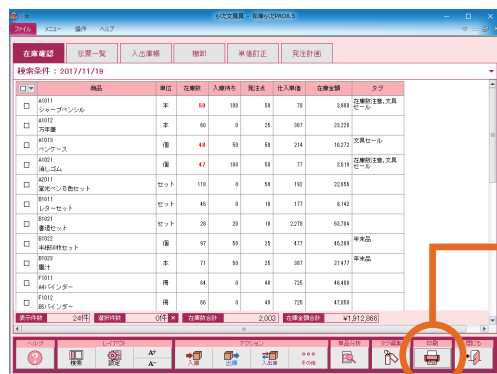 らだ文房具 - 在庫らくだPRO8.5
ファイル メニュー 操作 ヘルプ
在庫確認 伝票一覧 入出庫帳 棚卸 単価訂正 発注計画
検索条件：2017/11/19
商品 単位 在庫数 入庫待ち 発注点 仕入単価 在庫金額 タグ
A1011 シャープペンシル 本 50 100 50 78 3,900 在庫数注意,文具セール
A1012 万年筆 本 60 0 25 387 23,220
A1013 ペンケース 個 48 50 50 214 10,272 文具セール
A1021 消しゴム 個 47 100 50 77 3,619 在庫数注意,文具セール
A2011 蛍光ペン5色セット セット 118 0 50 192 22,656
B1011 レターセット セット 46 0 10 177 8,142
B1021 書道セット セット 28 20 10 2,278 63,784
B1022 半紙50枚セット 個 97 50 25 477 46,269 年末品
B1023 墨汁 本 71 50 25 387 27,477 年末品
F1011 A4バインダー 冊 64 0 40 725 46,400
F1012 B5バインダー 冊 66 0 40 725 47,850
表示件数 24件 選択件数 0件 × 在庫数合計 2,003 在庫金額合計 ¥1,912,866
ヘルプ レイアウト アクション 単品分析 タグ編集 印刷 閉じる
検索 設定 A+ A- 入庫 出庫 入出庫 その他